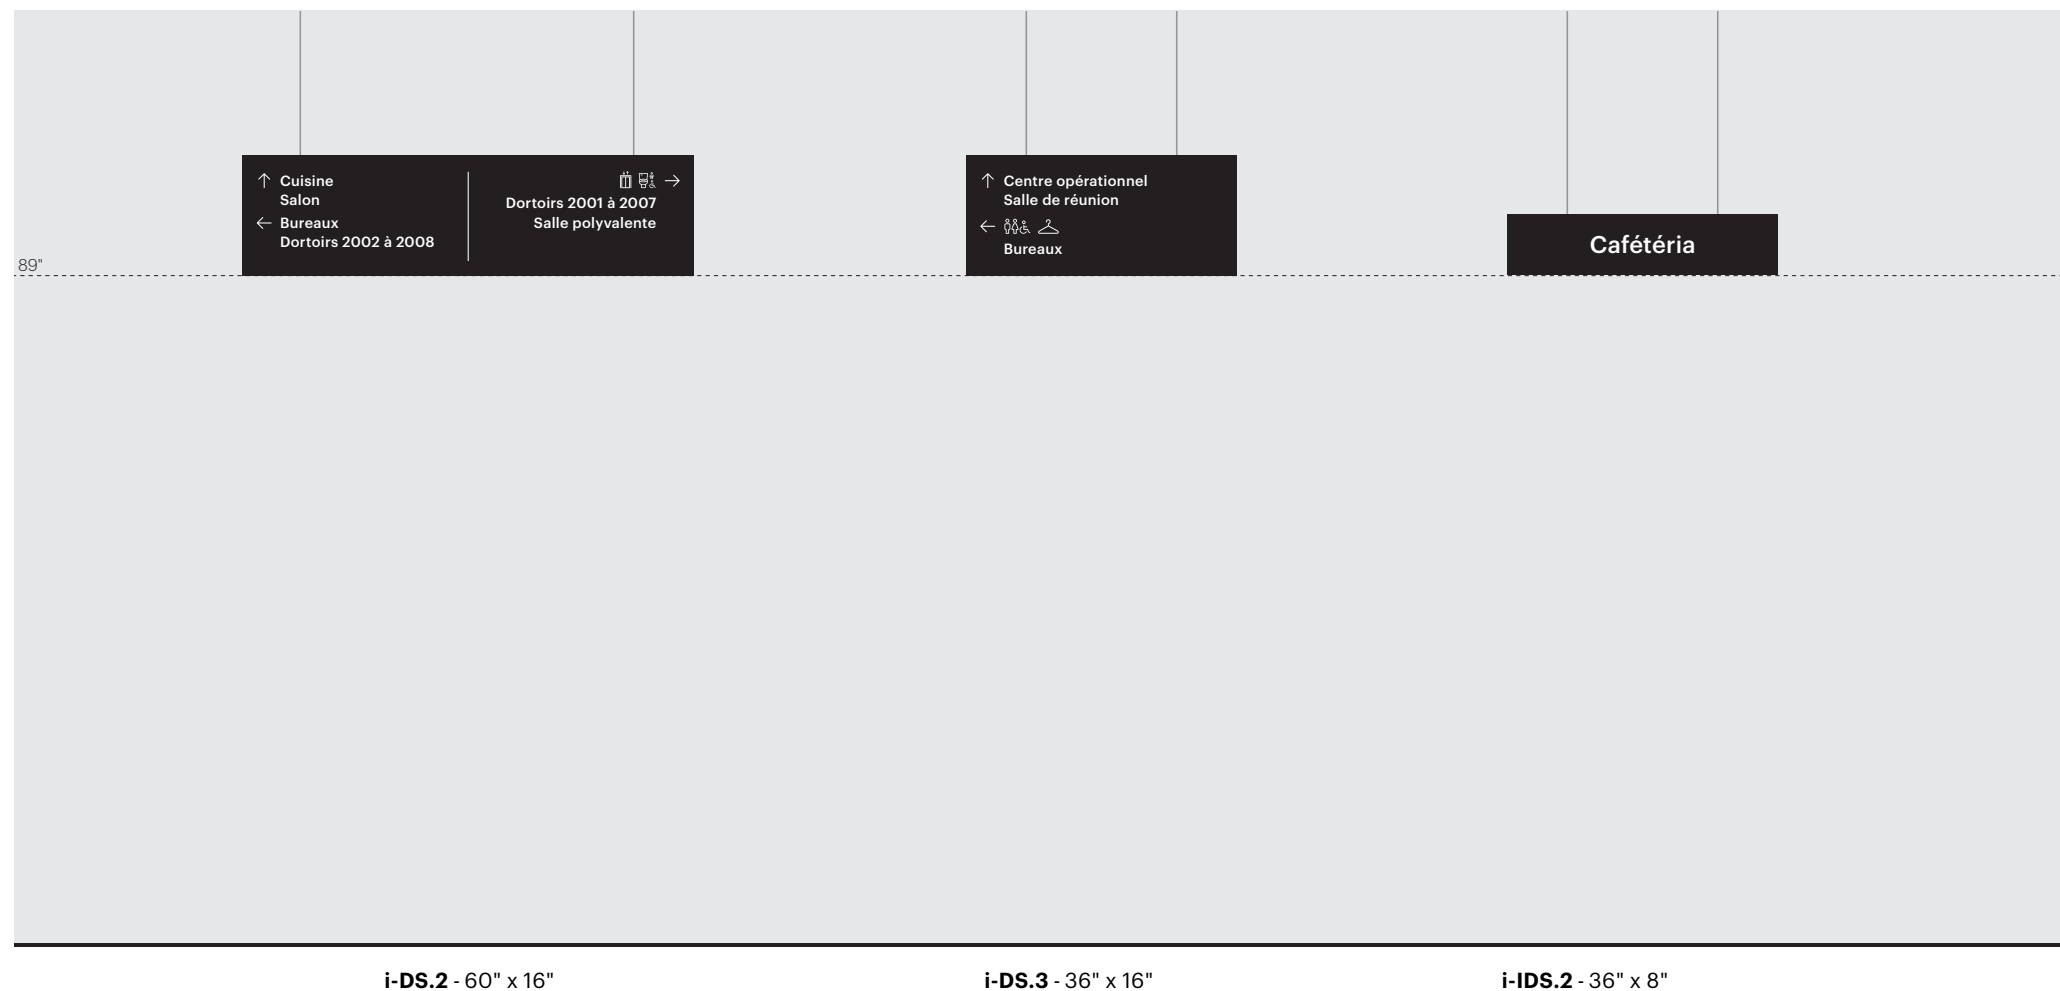 ↑ Cuisine
Salon
← Bureaux
Dortoirs 2002 à 2008
→
Dortoirs 2001 à 2007
Salle polyvalente
↑ Centre opérationnel
Salle de réunion
←
Bureaux
Cafétéria
89"
i-DS.2 - 60" x 16"
i-DS.3 - 36" x 16"
i-IDS.2 - 36" x 8"